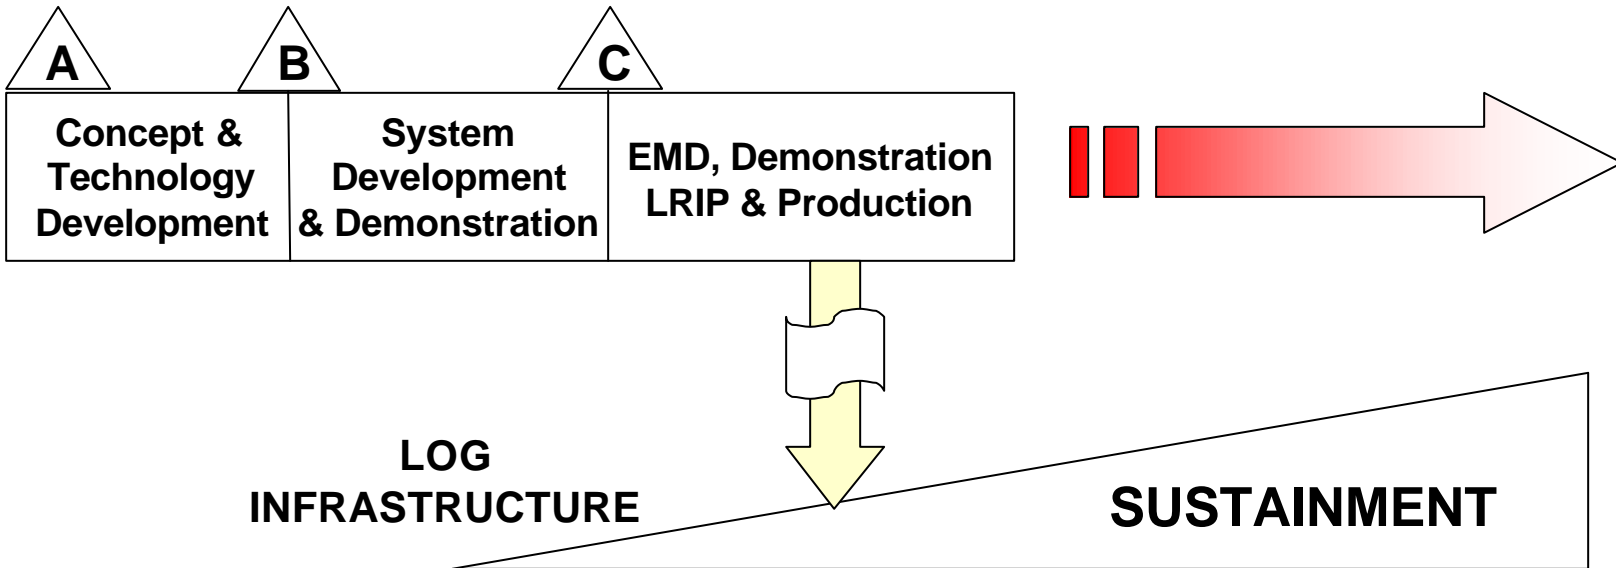 A
B
C
Concept &
Technology
Development
System
Development
& Demonstration
EMD, Demonstration
LRIP & Production
LOG
INFRASTRUCTURE
SUSTAINMENT